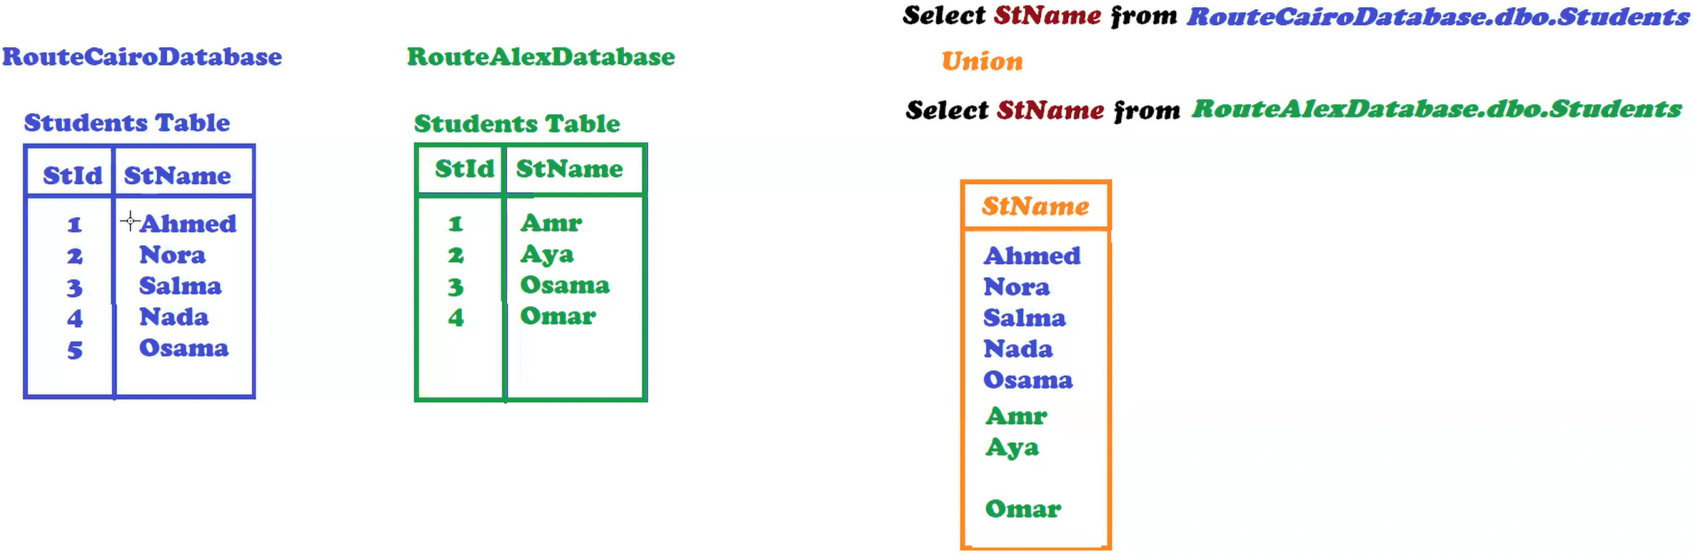 RouteCairoDatabase
Students Table
StId StName
1 Ahmed
2 Nora
3 Salma
4 Nada
5 Osama
RouteAlexDatabase
Students Table
StId StName
1 Amr
2 Aya
3 Osama
4 Omar
Select StName from RouteCairoDatabase.dbo.Students
Union
Select StName from RouteAlexDatabase.dbo.Students
StName
Ahmed
Nora
Salma
Nada
Osama
Amr
Aya
Omar